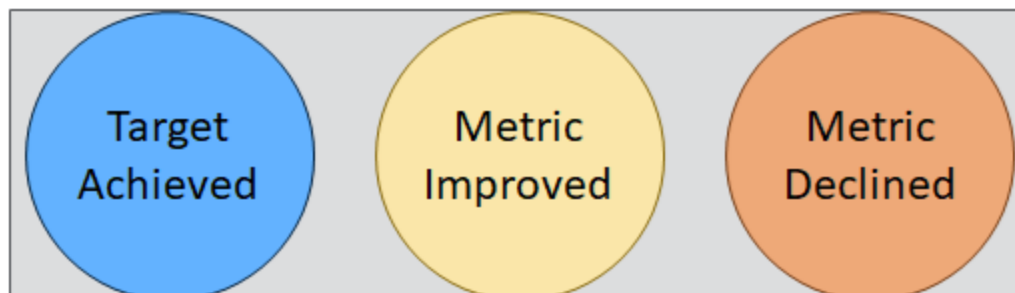 Target
Achieved
Metric
Improved
Metric
Declined